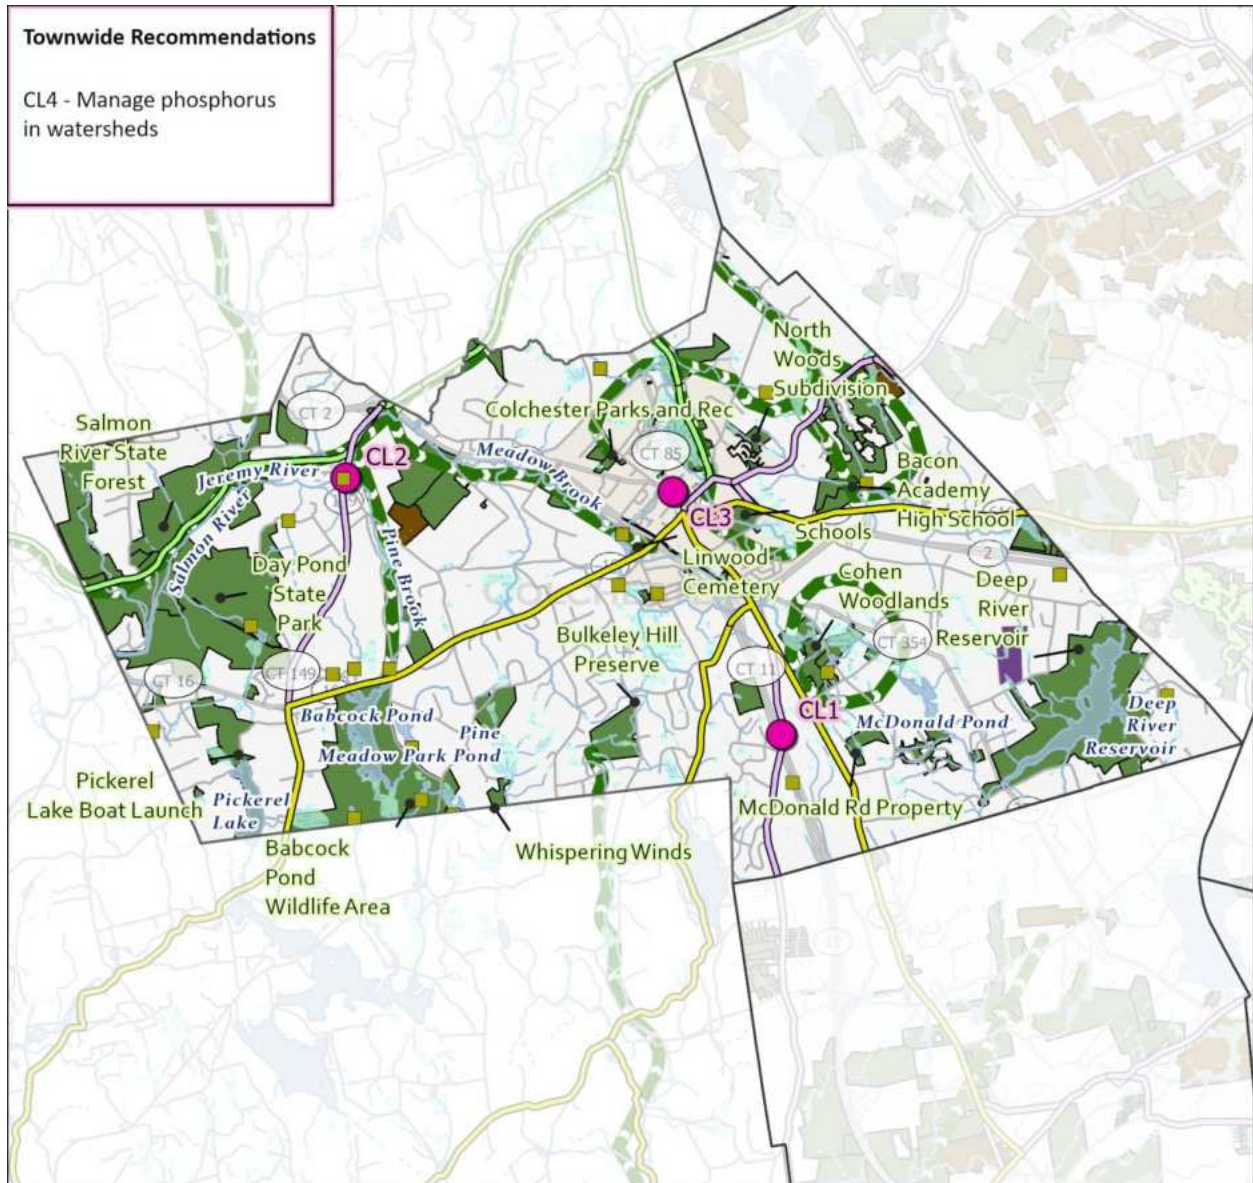 Townwide Recommendations
CL4 - Manage phosphorus
in watersheds
North
Woods
Subdivision
CT 2
Colchester Parks and Rec
Salmon
River State
Forest
CT 85
Meadow Brook
CL2
Jeremy River
Bacon
Academy
High School
CL3
Salmon River
Schools
Pine Brook
2
Linwood
Cemetery
Day Pond
State
Park
Cohen
Woodlands
Deep
River
Reservoir
CT 354
Bulkeley Hill
Preserve
CT 11
CT 16
CT 149
CL1
Babcock Pond
McDonald Pond
Deep
River
Reservoir
Pine
Meadow Park Pond
Pickerel
Lake Boat Launch
Pickerel
Lake
McDonald Rd Property
Babcock
Pond
Wildlife Area
Whispering Winds